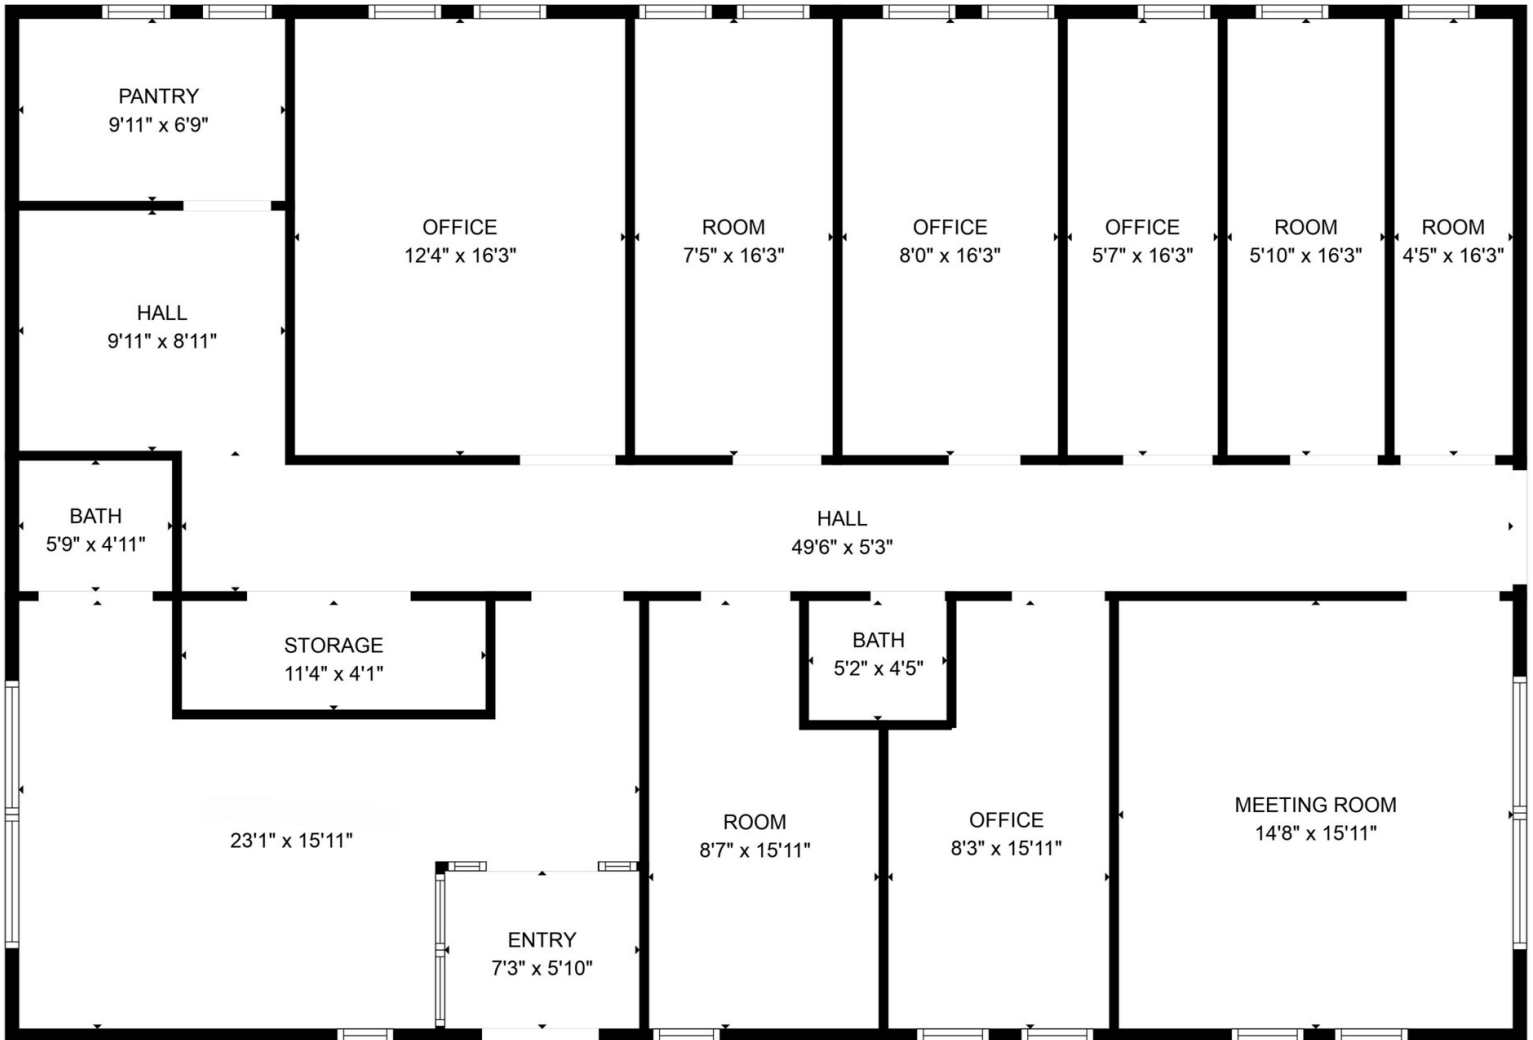 PANTRY
9'11" x 6'9"
OFFICE
12'4" x 16'3"
ROOM
7'5" x 16'3"
OFFICE
8'0" x 16'3"
OFFICE
5'7" x 16'3"
ROOM
5'10" x 16'3"
ROOM
4'5" x 16'3"
HALL
9'11" x 8'11"
BATH
5'9" x 4'11"
HALL
49'6" x 5'3"
STORAGE
11'4" x 4'1"
BATH
5'2" x 4'5"
23'1" x 15'11"
ROOM
8'7" x 15'11"
OFFICE
8'3" x 15'11"
MEETING ROOM
14'8" x 15'11"
ENTRY
7'3" x 5'10"